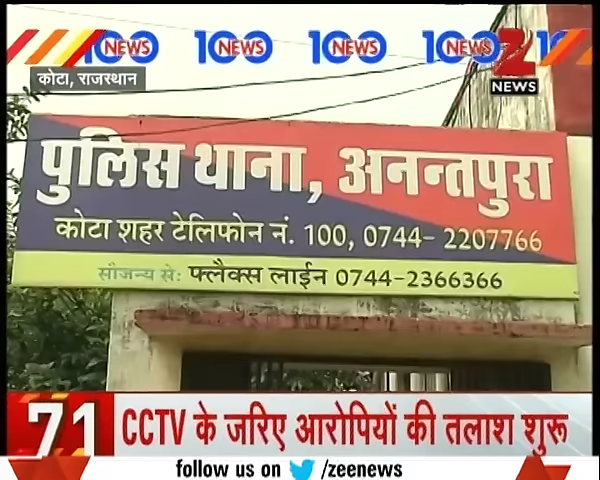 100 NEWS 100 NEWS 100 NEWS 100 NEWS
कोटा, राजस्थान
Z NEWS
पुलिस थाना, अनन्तपुरा
कोटा शहर टेलिफोन नं. 100, 0744- 2207766
सौजन्य से: फ्लैक्स लाईन 0744-2366366
71 CCTV के जरिए आरोपियों की तलाश शुरू
follow us on /zeenews